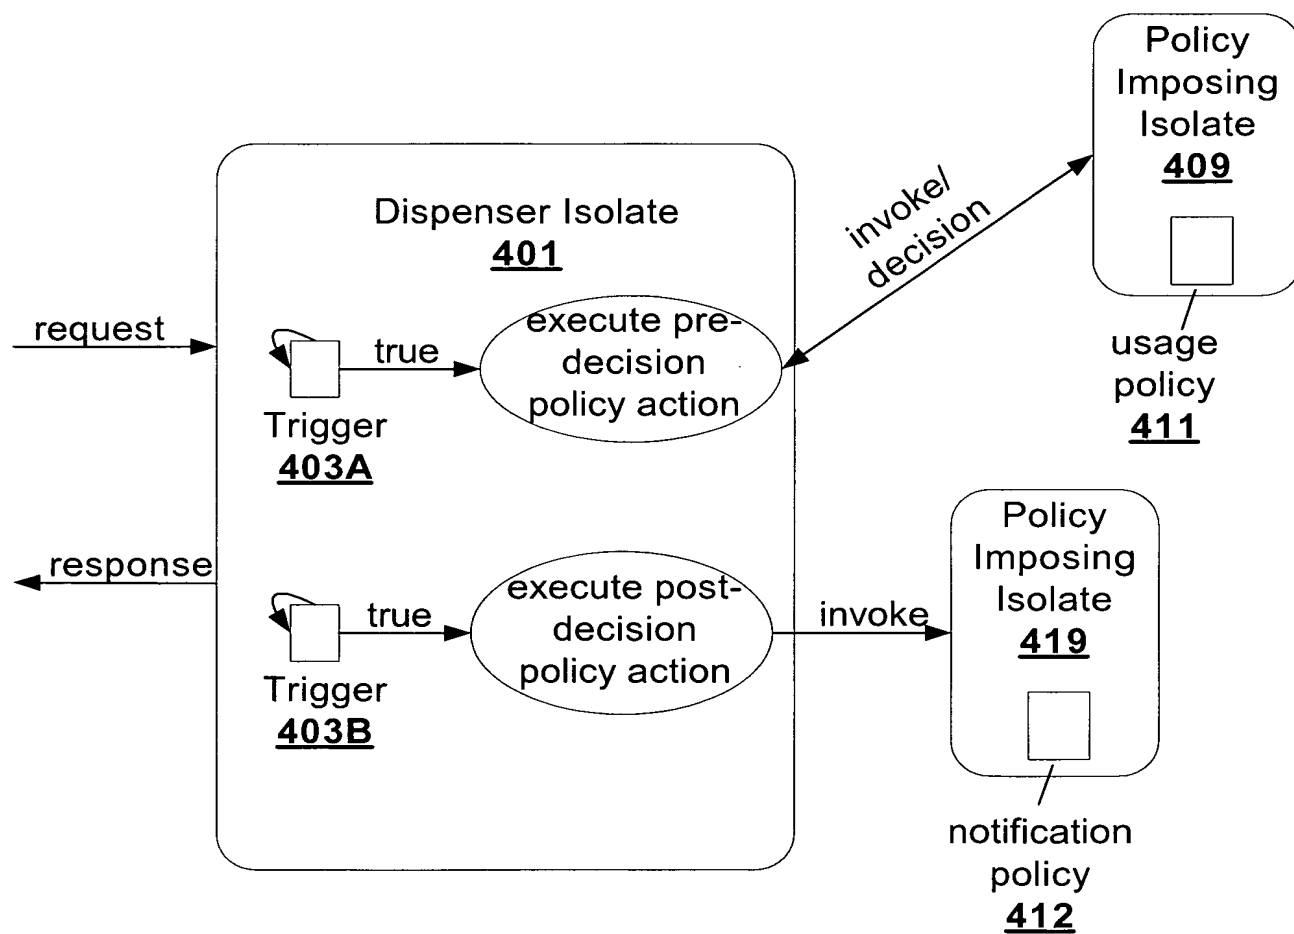 Policy
Imposing
Isolate
409
invoke/
decision
usage
policy
411
Dispenser Isolate
401
request
true
execute pre-
decision
policy action
Trigger
403A
response
true
execute post-
decision
policy action
invoke
Trigger
403B
Policy
Imposing
Isolate
419
notification
policy
412